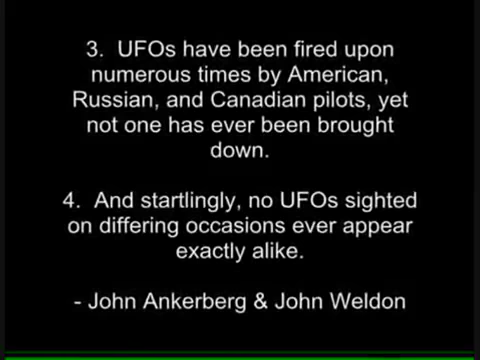 3.  UFOs have been fired upon
numerous times by American,
Russian, and Canadian pilots, yet
not one has ever been brought
down.
4.  And startlingly, no UFOs sighted
on differing occasions ever appear
exactly alike.
- John Ankerberg & John Weldon